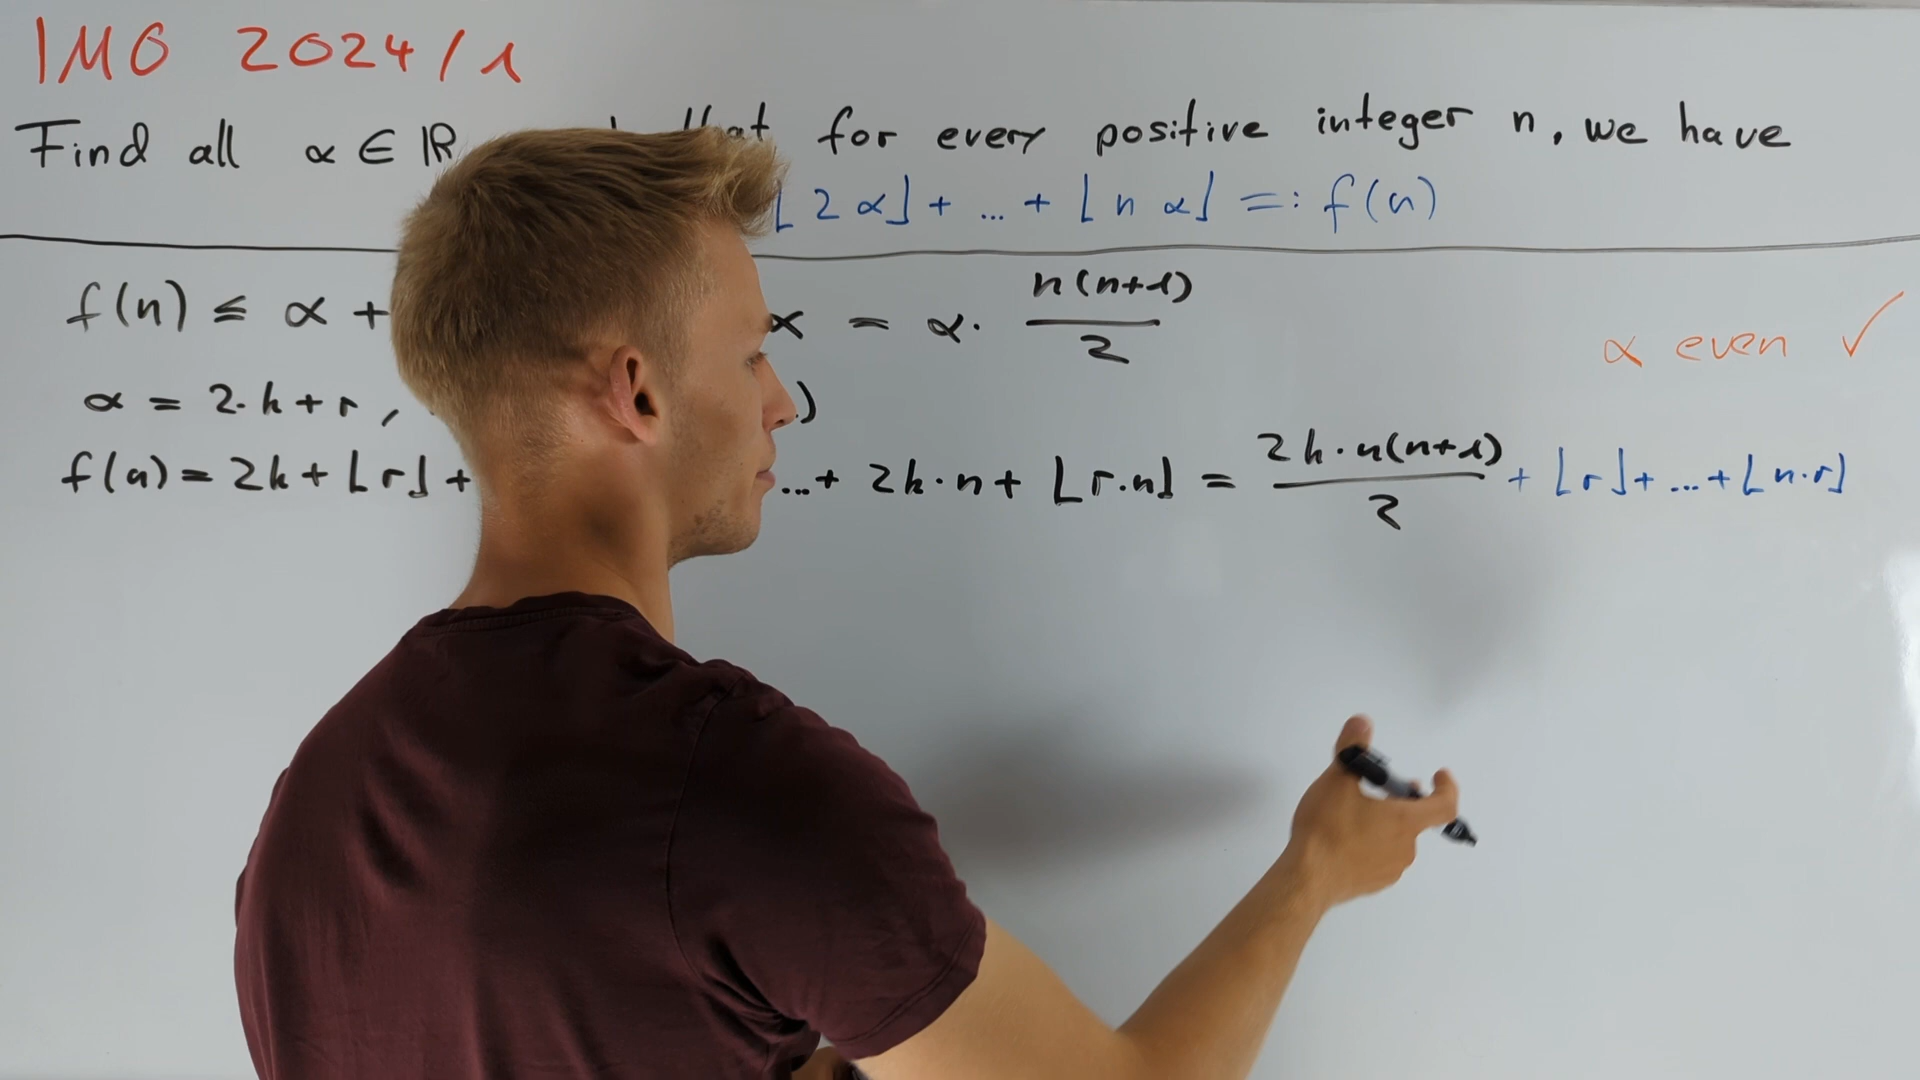 IMO 2024/1
Find all α ∈ ℝ that for every positive integer n, we have
⌊2α⌋ + ... + ⌊nα⌋ =: f(n)
f(n) ≤ α + α = α · n(n+1)/2
α even ✓
α = 2·k + r, )
f(n) = 2k + ⌊r⌋ + ...+ 2k·n + ⌊r·n⌋ = 2k·n(n+1)/2 + ⌊r⌋ + ... + ⌊n·r⌋